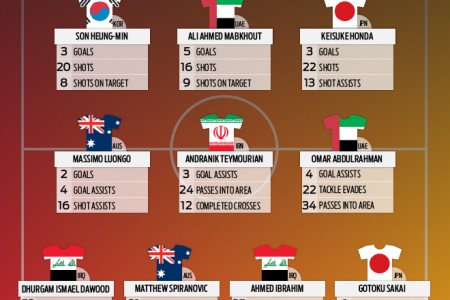 KOR
UAE
JPN
SON HEUNG-MIN
ALI AHMED MABKHOUT
KEISUKE HONDA
3 GOALS
5 GOALS
3 GOALS
20 SHOTS
16 SHOTS
22 SHOTS
8 SHOTS ON TARGET
9 SHOTS ON TARGET
13 SHOT ASSISTS
AUS
IRN
UAE
MASSIMO LUONGO
ANDRANIK TEYMOURIAN
OMAR ABDULRAHMAN
2 GOALS
3 GOAL ASSISTS
4 GOAL ASSISTS
4 GOAL ASSISTS
24 PASSES INTO AREA
22 TACKLE EVADES
16 SHOT ASSISTS
12 COMPLETED CROSSES
34 PASSES INTO AREA
IRQ
AUS
IRQ
JPN
DHURGAM ISMAEL DAWOOD
MATTHEW SPIRANOVIC
AHMED IBRAHIM
GOTOKU SAKAI